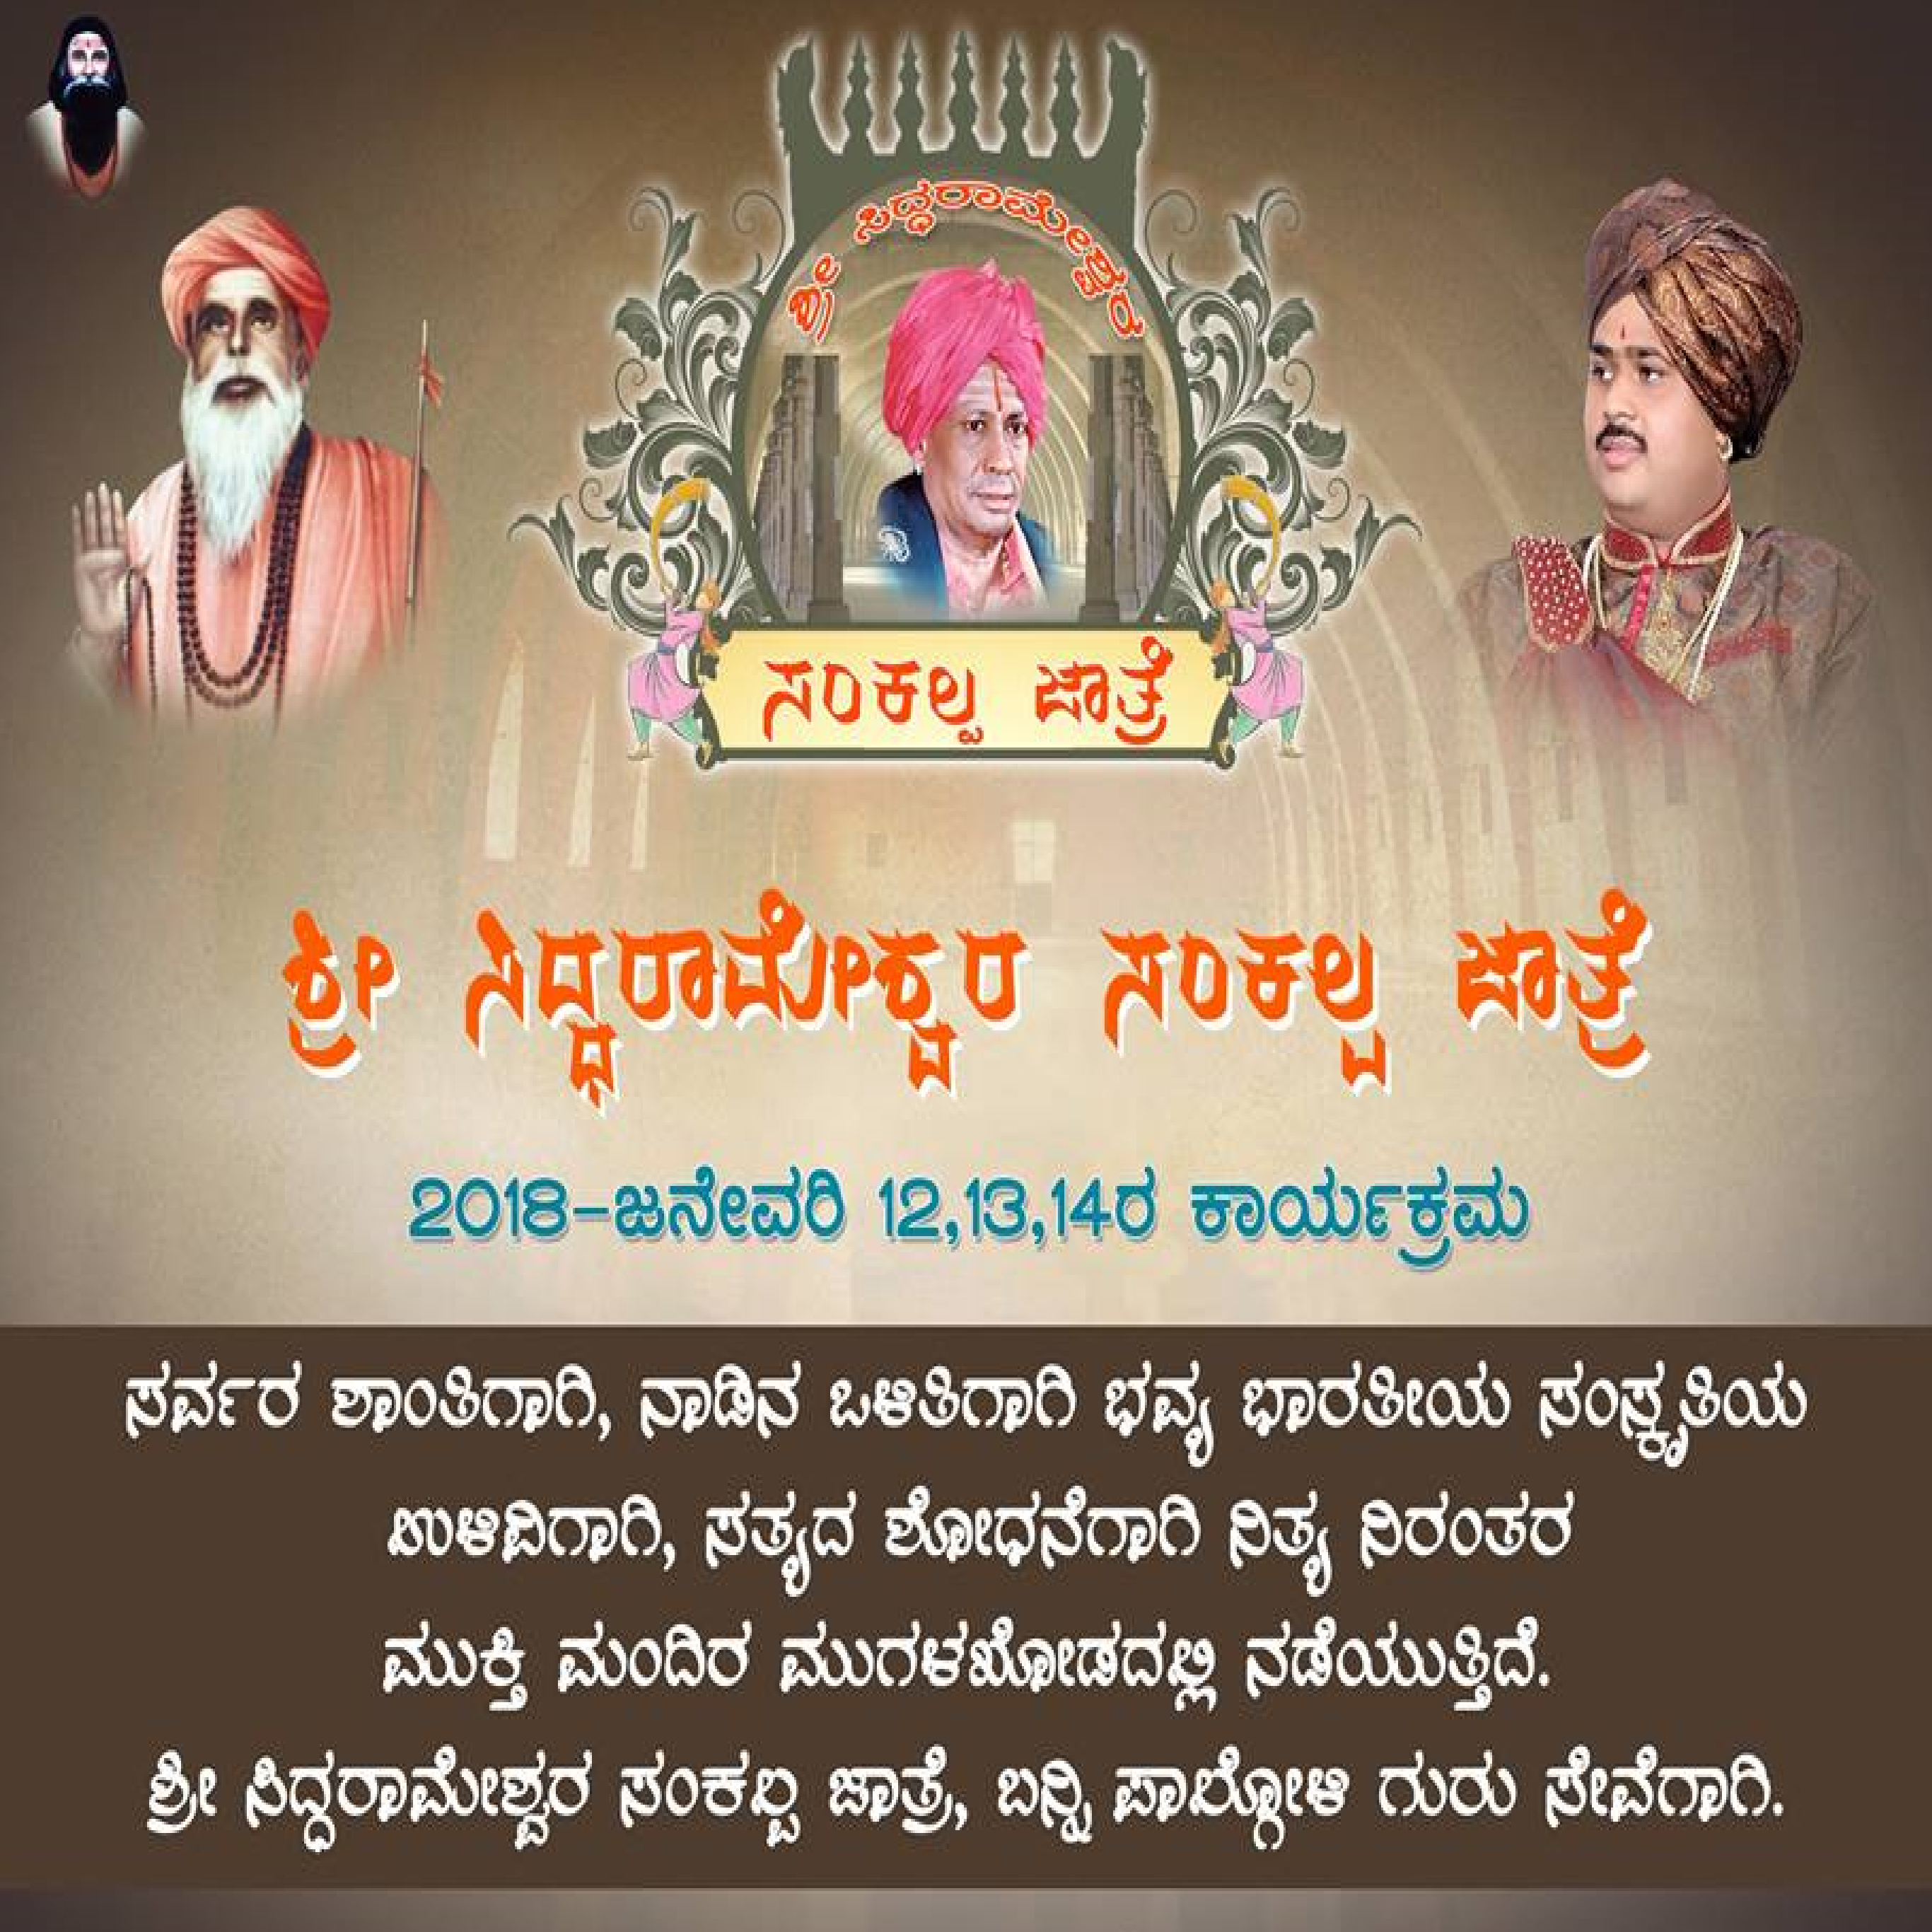 ಶ್ರೀ ಸಿದ್ಧರಾಮೇಶ್ವರ
ಸಂಕಲ್ಪ ಜಾತ್ರೆ
ಶ್ರೀ ಸಿದ್ಧರಾಮೇಶ್ವರ ಸಂಕಲ್ಪ ಜಾತ್ರೆ
2018-ಜನೇವರಿ 12,13,14ರ ಕಾರ್ಯಕ್ರಮ
ಸರ್ವರ ಶಾಂತಿಗಾಗಿ, ನಾಡಿನ ಒಳಿತಿಗಾಗಿ ಭವ್ಯ ಭಾರತೀಯ ಸಂಸ್ಕೃತಿಯ
ಉಳಿವಿಗಾಗಿ, ಸತ್ಯದ ಶೋಧನೆಗಾಗಿ ನಿತ್ಯ ನಿರಂತರ
ಮುಕ್ತಿ ಮಂದಿರ ಮುಗಳಖೋಡದಲ್ಲಿ ನಡೆಯುತ್ತಿದೆ.
ಶ್ರೀ ಸಿದ್ಧರಾಮೇಶ್ವರ ಸಂಕಲ್ಪ ಜಾತ್ರೆ, ಬನ್ನಿ ಪಾಲ್ಗೋಳಿ ಗುರು ಸೇವೆಗಾಗಿ.